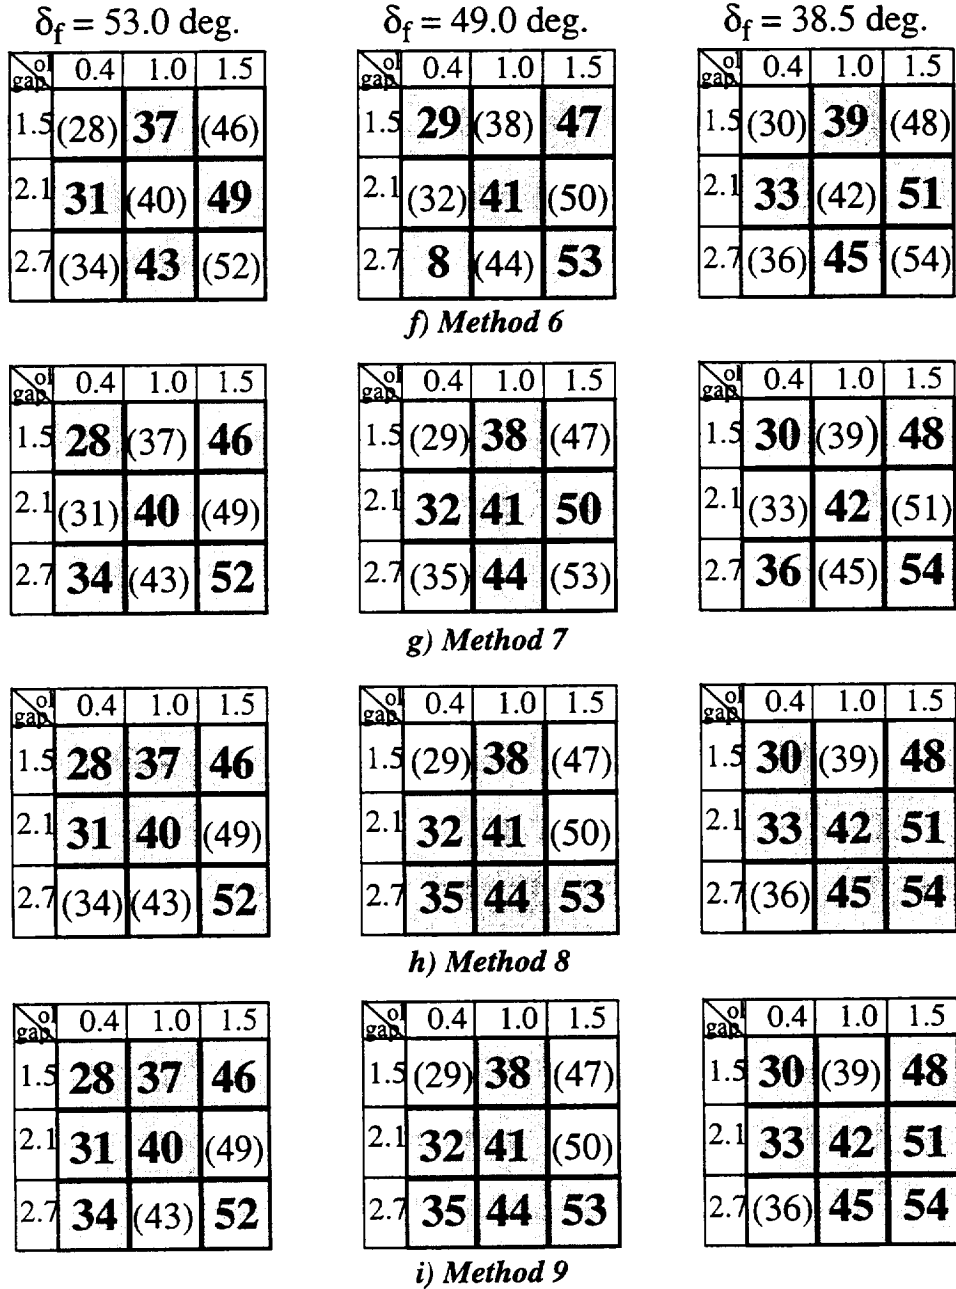 δf = 53.0 deg. δf = 49.0 deg. δf = 38.5 deg.
ol gap 0.4 1.0 1.5 ol gap 0.4 1.0 1.5 ol gap 0.4 1.0 1.5
1.5 (28) 37 (46) 1.5 29 (38) 47 1.5 (30) 39 (48)
2.1 31 (40) 49 2.1 (32) 41 (50) 2.1 33 (42) 51
2.7 (34) 43 (52) 2.7 8 (44) 53 2.7 (36) 45 (54)
f) Method 6
ol gap 0.4 1.0 1.5 ol gap 0.4 1.0 1.5 ol gap 0.4 1.0 1.5
1.5 28 (37) 46 1.5 (29) 38 (47) 1.5 30 (39) 48
2.1 (31) 40 (49) 2.1 32 41 50 2.1 (33) 42 (51)
2.7 34 (43) 52 2.7 (35) 44 (53) 2.7 36 (45) 54
g) Method 7
ol gap 0.4 1.0 1.5 ol gap 0.4 1.0 1.5 ol gap 0.4 1.0 1.5
1.5 28 37 46 1.5 (29) 38 (47) 1.5 30 (39) 48
2.1 31 40 (49) 2.1 32 41 (50) 2.1 33 42 51
2.7 (34) (43) 52 2.7 35 44 53 2.7 (36) 45 54
h) Method 8
ol gap 0.4 1.0 1.5 ol gap 0.4 1.0 1.5 ol gap 0.4 1.0 1.5
1.5 28 37 46 1.5 (29) 38 (47) 1.5 30 (39) 48
2.1 31 40 (49) 2.1 32 41 (50) 2.1 33 42 51
2.7 34 (43) 52 2.7 35 44 53 2.7 (36) 45 54
i) Method 9